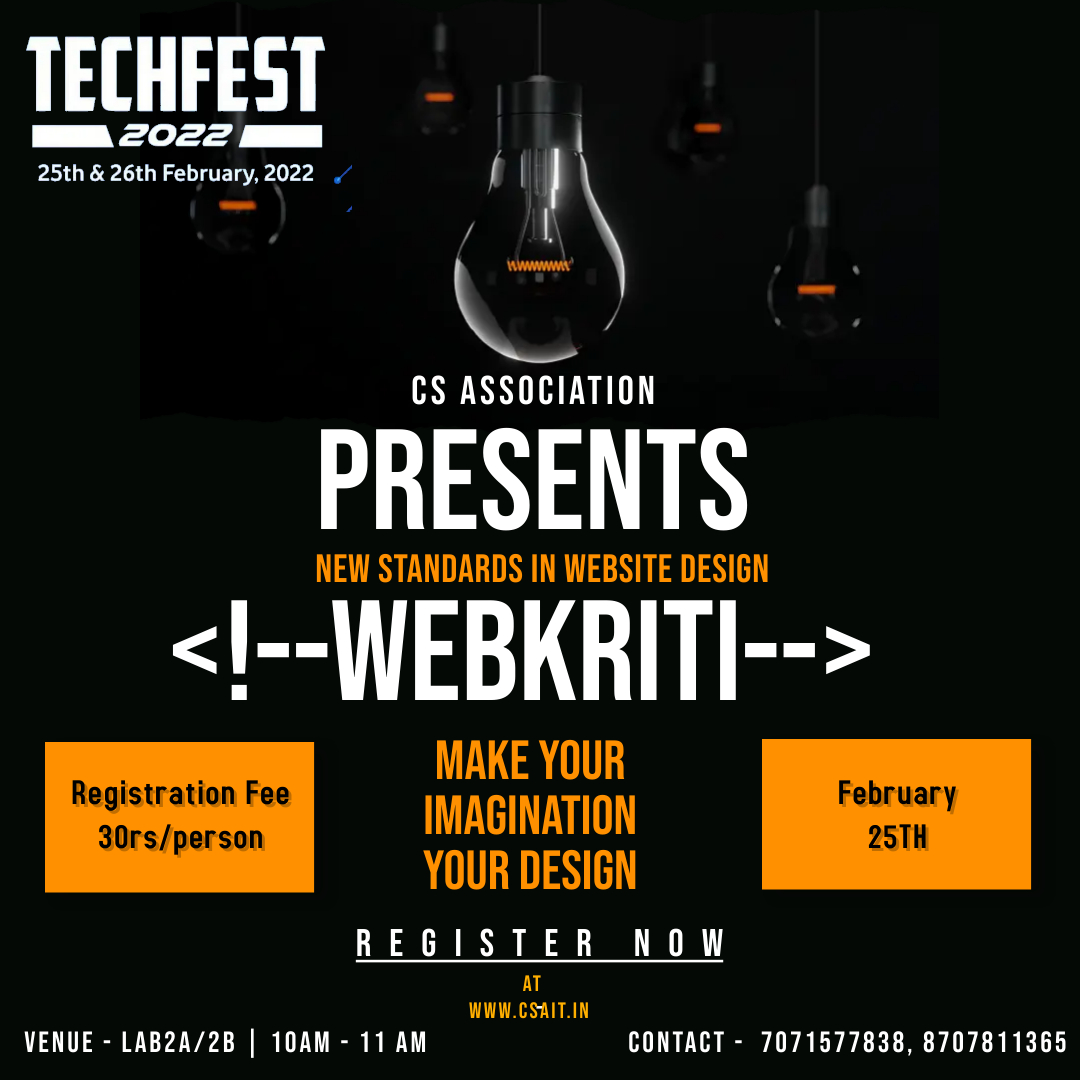 TECHFEST
2022
25th & 26th February, 2022
CS ASSOCIATION
PRESENTS
NEW STANDARDS IN WEBSITE DESIGN
<!--WEBKRITI-->
Registration Fee
30rs/person
MAKE YOUR
IMAGINATION
YOUR DESIGN
February
25TH
REGISTER NOW
AT
WWW.CSAIT.IN
VENUE - LAB2A/2B | 10AM - 11 AM
CONTACT - 7071577838, 8707811365